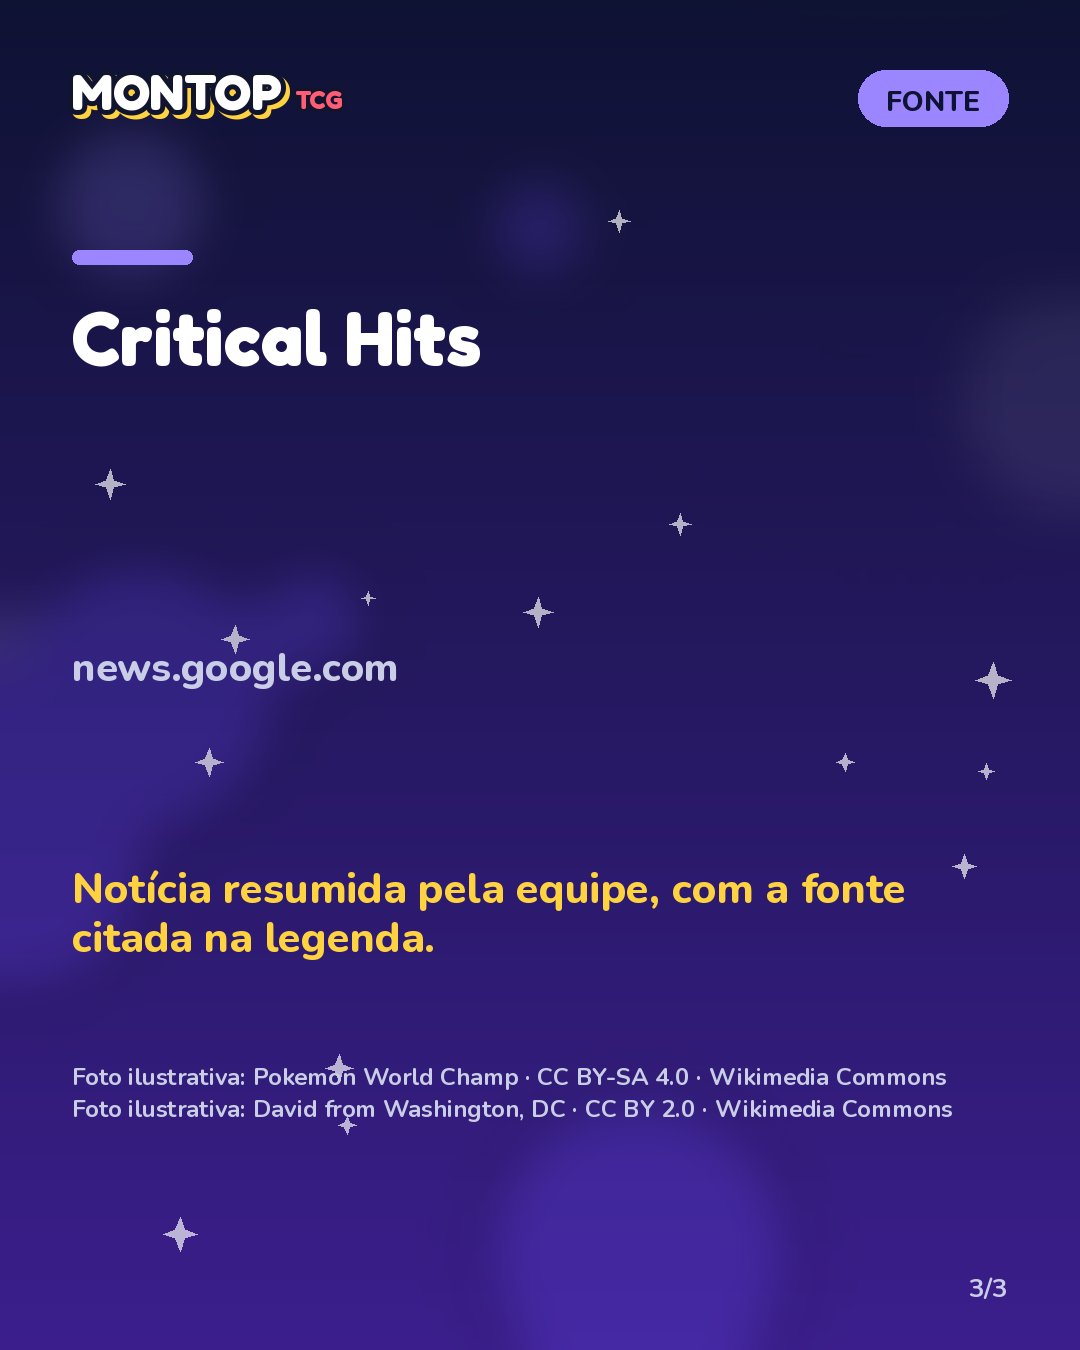 MONTOP TCG
FONTE
Critical Hits
news.google.com
Notícia resumida pela equipe, com a fonte
citada na legenda.
Foto ilustrativa: Pokemon World Champ · CC BY-SA 4.0 · Wikimedia Commons
Foto ilustrativa: David from Washington, DC · CC BY 2.0 · Wikimedia Commons
3/3